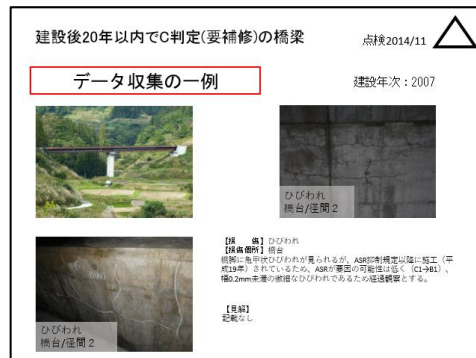 建設後20年以内でC判定(要補修)の橋梁
点検2014/11
データ収集の一例
建設年次：2007
ひびわれ
橋台/径間２
【損　傷】ひびわれ
【損傷個所】橋台
橋脚に亀甲状ひびわれが見られるが、ASR抑制規定以降に施工（平
成19年）されているため、ASRが要因の可能性は低く（C1→B1）、
幅0.2mm未満の微細なひびわれであるため経過観察とする。
【見解】
記載なし
ひびわれ
橋台/径間２